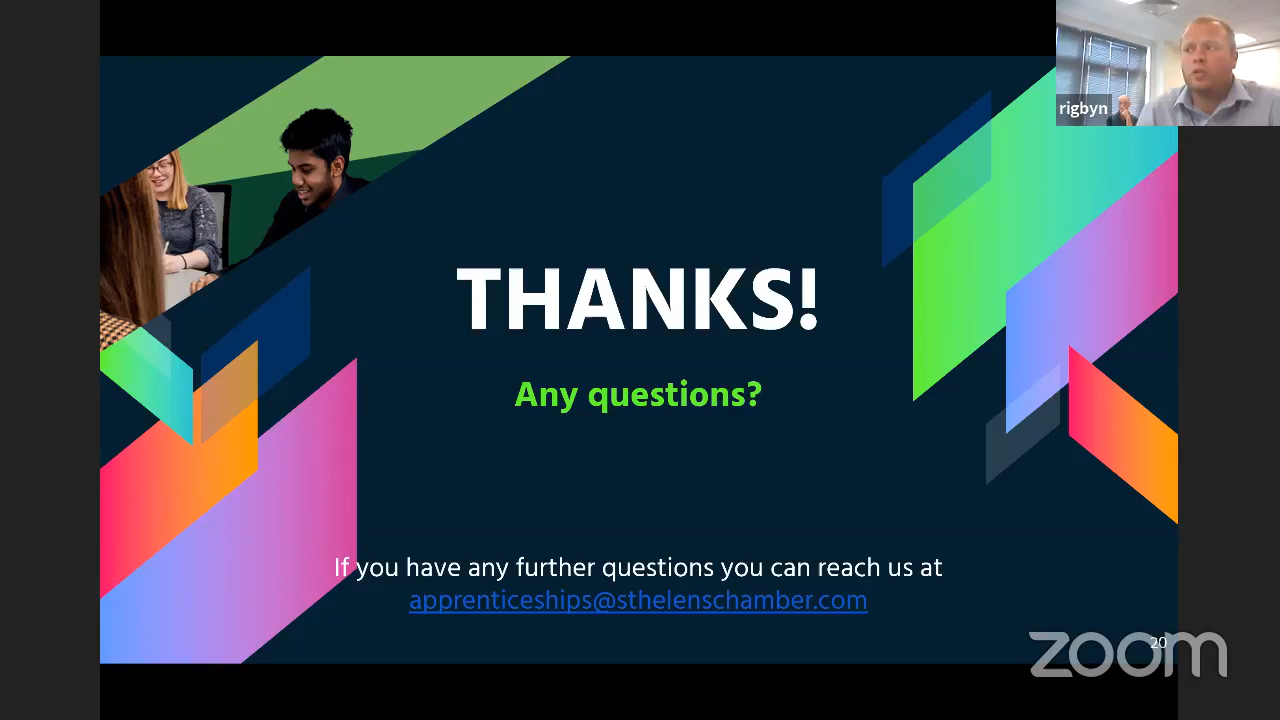 rigbyn
THANKS!
Any questions?
If you have any further questions you can reach us at
apprenticeships@sthelenschamber.com
20
zoom